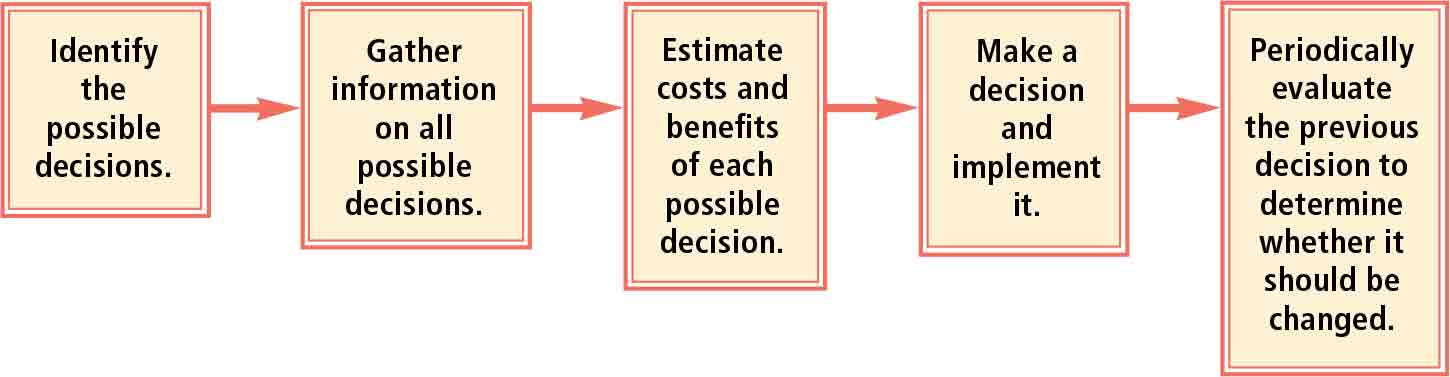 Identify
the
possible
decisions.
Gather
information
on all
possible
decisions.
Estimate
costs and
benefits
of each
possible
decision.
Make a
decision
and
implement
it.
Periodically
evaluate
the previous
decision to
determine
whether it
should be
changed.